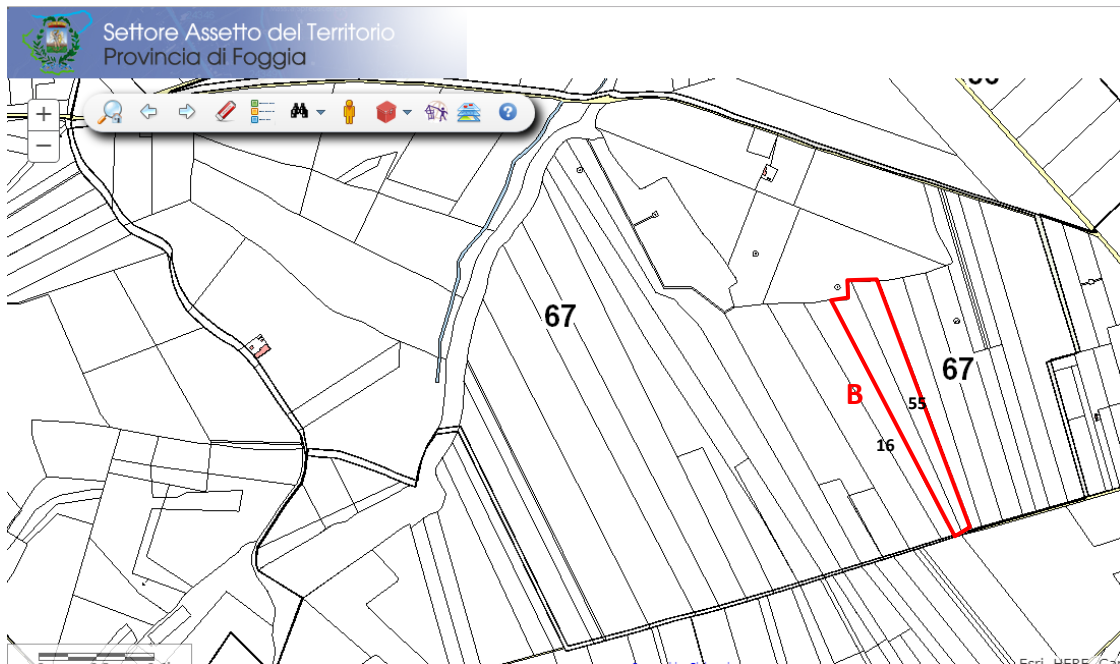 Settore Assetto del Territorio
Provincia di Foggia
+
−
?
67
67
B
55
16